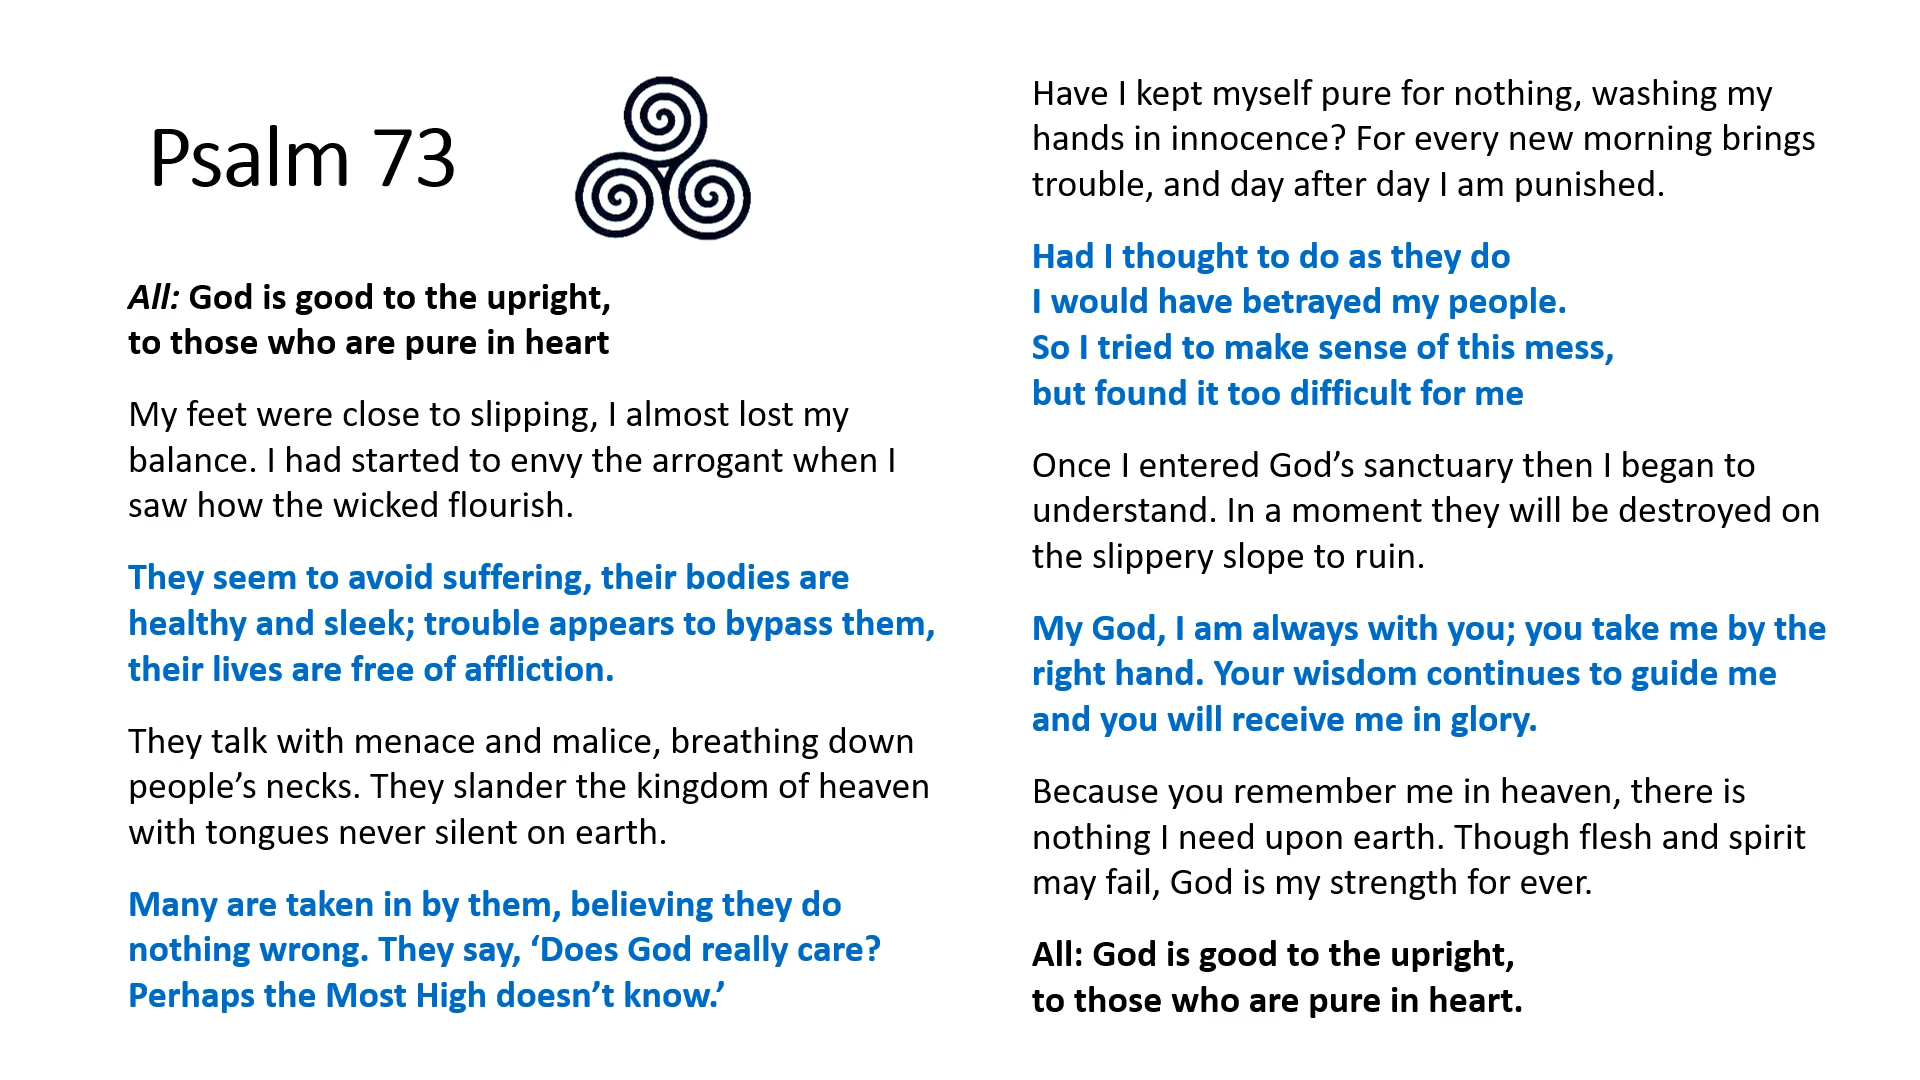 Psalm 73
All: God is good to the upright,
to those who are pure in heart
My feet were close to slipping, I almost lost my
balance. I had started to envy the arrogant when I
saw how the wicked flourish.
They seem to avoid suffering, their bodies are
healthy and sleek; trouble appears to bypass them,
their lives are free of affliction.
They talk with menace and malice, breathing down
people’s necks. They slander the kingdom of heaven
with tongues never silent on earth.
Many are taken in by them, believing they do
nothing wrong. They say, ‘Does God really care?
Perhaps the Most High doesn’t know.’
Have I kept myself pure for nothing, washing my
hands in innocence? For every new morning brings
trouble, and day after day I am punished.
Had I thought to do as they do
I would have betrayed my people.
So I tried to make sense of this mess,
but found it too difficult for me
Once I entered God’s sanctuary then I began to
understand. In a moment they will be destroyed on
the slippery slope to ruin.
My God, I am always with you; you take me by the
right hand. Your wisdom continues to guide me
and you will receive me in glory.
Because you remember me in heaven, there is
nothing I need upon earth. Though flesh and spirit
may fail, God is my strength for ever.
All: God is good to the upright,
to those who are pure in heart.